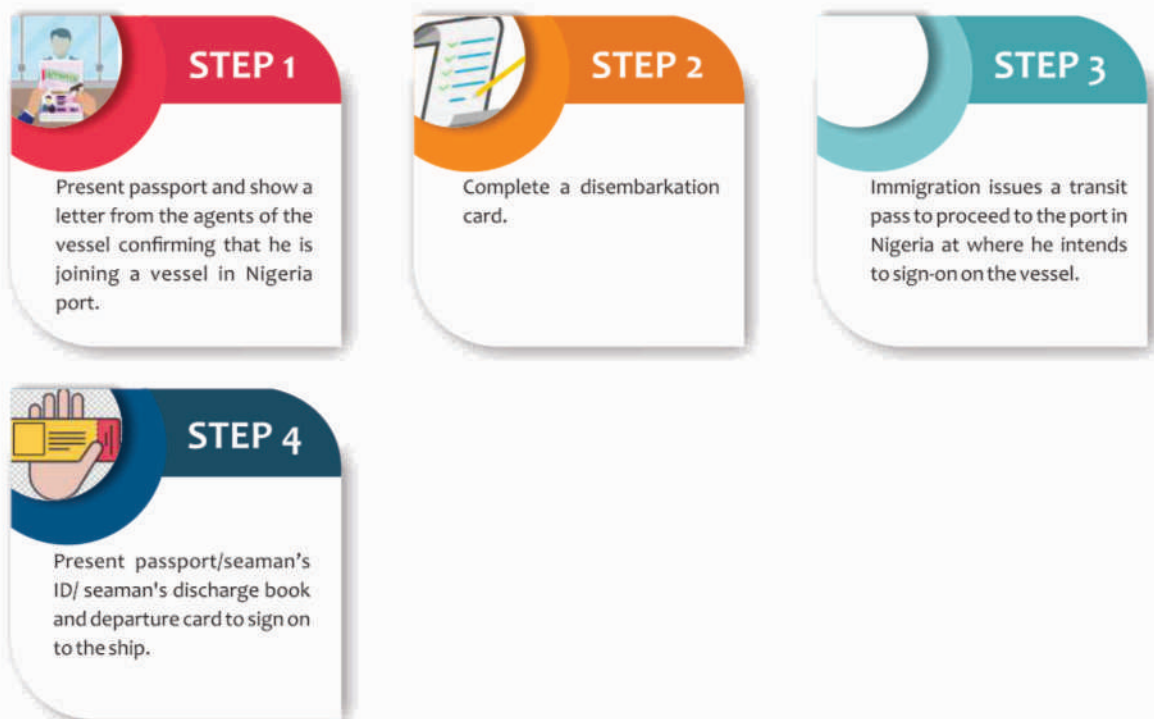 STEP 1
Present passport and show a
letter from the agents of the
vessel confirming that he is
joining a vessel in Nigeria
port.
STEP 2
Complete a disembarkation
card.
STEP 3
Immigration issues a transit
pass to proceed to the port in
Nigeria at where he intends
to sign-on on the vessel.
STEP 4
Present passport/seaman’s
ID/ seaman's discharge book
and departure card to sign on
to the ship.